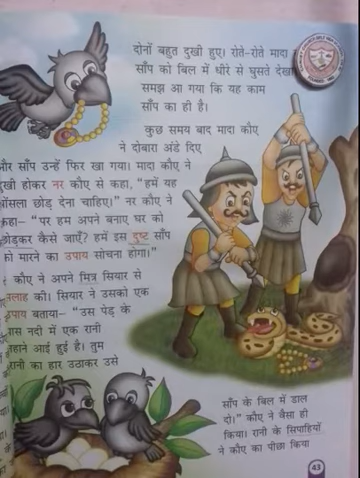 दोनों बहुत दुखी हुए। रोते-रोते मादा
साँप को बिल में धीरे से घुसते देखा
समझ आ गया कि यह काम
साँप का ही है।
कुछ समय बाद मादा कौए
ने दोबारा अंडे दिए
और साँप उन्हें फिर खा गया। मादा कौए ने
दुखी होकर नर कौए से कहा, "हमें यह
घोंसला छोड़ देना चाहिए।" नर कौए ने
कहा– "पर हम अपने बनाए घर को
छोड़कर कैसे जाएँ? हमें इस दुष्ट साँप
को मारने का उपाय सोचना होगा।"
कौए ने अपने मित्र सियार से
सलाह की। सियार ने उसको एक
उपाय बताया– "उस पेड़ के
पास नदी में एक रानी
नहाने आई हुई है। तुम
रानी का हार उठाकर उसे
साँप के बिल में डाल
दो।" कौए ने वैसा ही
किया। रानी के सिपाहियों
ने कौए का पीछा किया
43